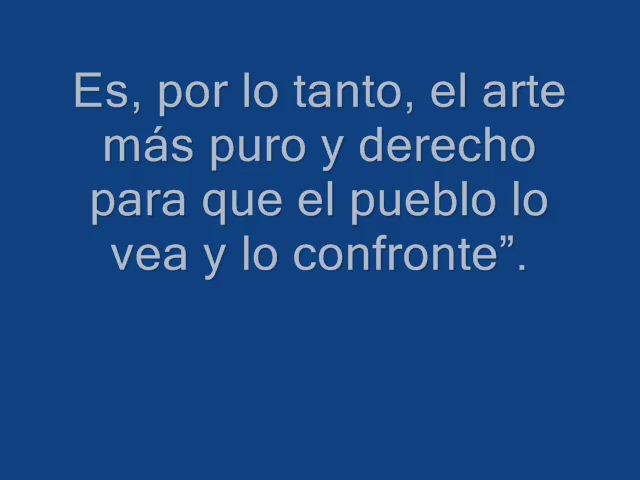 Es, por lo tanto, el arte
más puro y derecho
para que el pueblo lo
vea y lo confronte”.